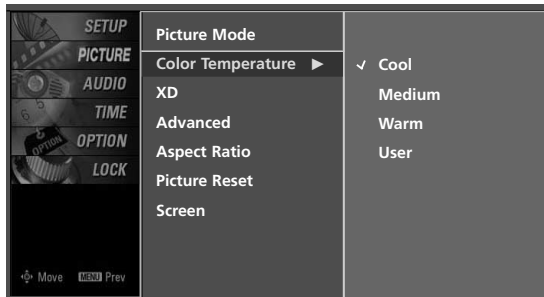 SETUP
PICTURE
AUDIO
TIME
OPTION
OPTION
LOCK
Move MENU Prev
Picture Mode
Color Temperature ►
XD
Advanced
Aspect Ratio
Picture Reset
Screen
✓ Cool
Medium
Warm
User